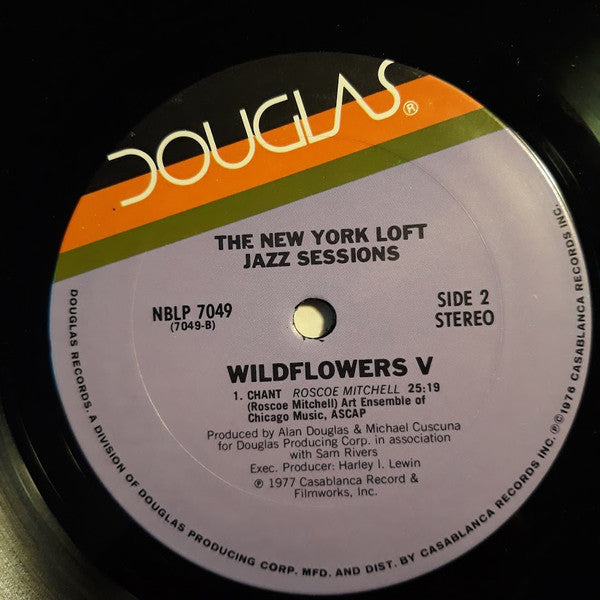 DOUGLAS®
THE NEW YORK LOFT
JAZZ SESSIONS
NBLP 7049
(7049-B)
SIDE 2
STEREO
WILDFLOWERS V
1. CHANT ROSCOE MITCHELL 25:19
(Roscoe Mitchell) Art Ensemble of
Chicago Music, ASCAP
Produced by Alan Douglas & Michael Cuscuna
for Douglas Producing Corp. in association
with Sam Rivers
Exec. Producer: Harley I. Lewin
℗ 1977 Casablanca Record &
Filmworks, Inc.
DOUGLAS RECORDS. A DIVISION OF DOUGLAS PRODUCING CORP. MFD. AND DIST. BY CASABLANCA RECORDS INC. ℗©1976 CASABLANCA RECORDS INC.